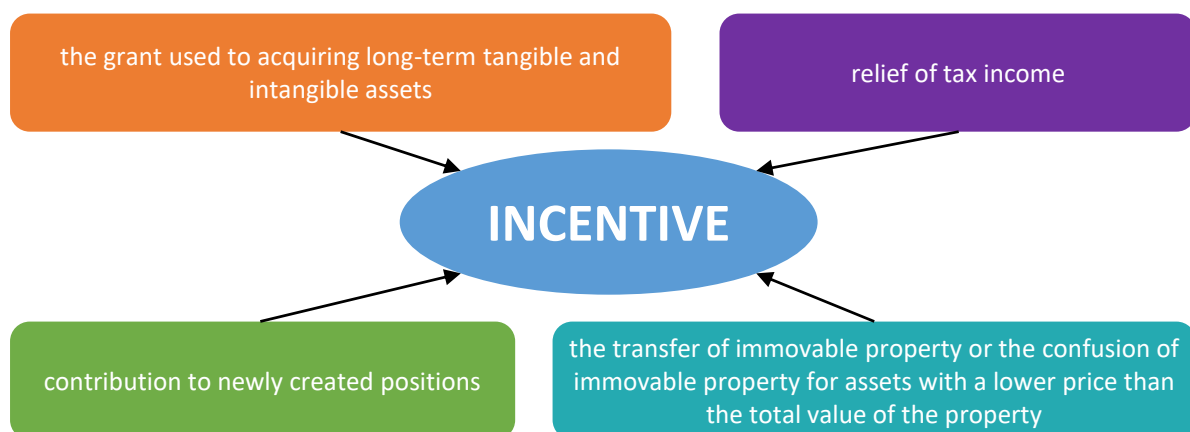 the grant used to acquiring long-term tangible and
intangible assets
relief of tax income
INCENTIVE
contribution to newly created positions
the transfer of immovable property or the confusion of
immovable property for assets with a lower price than
the total value of the property